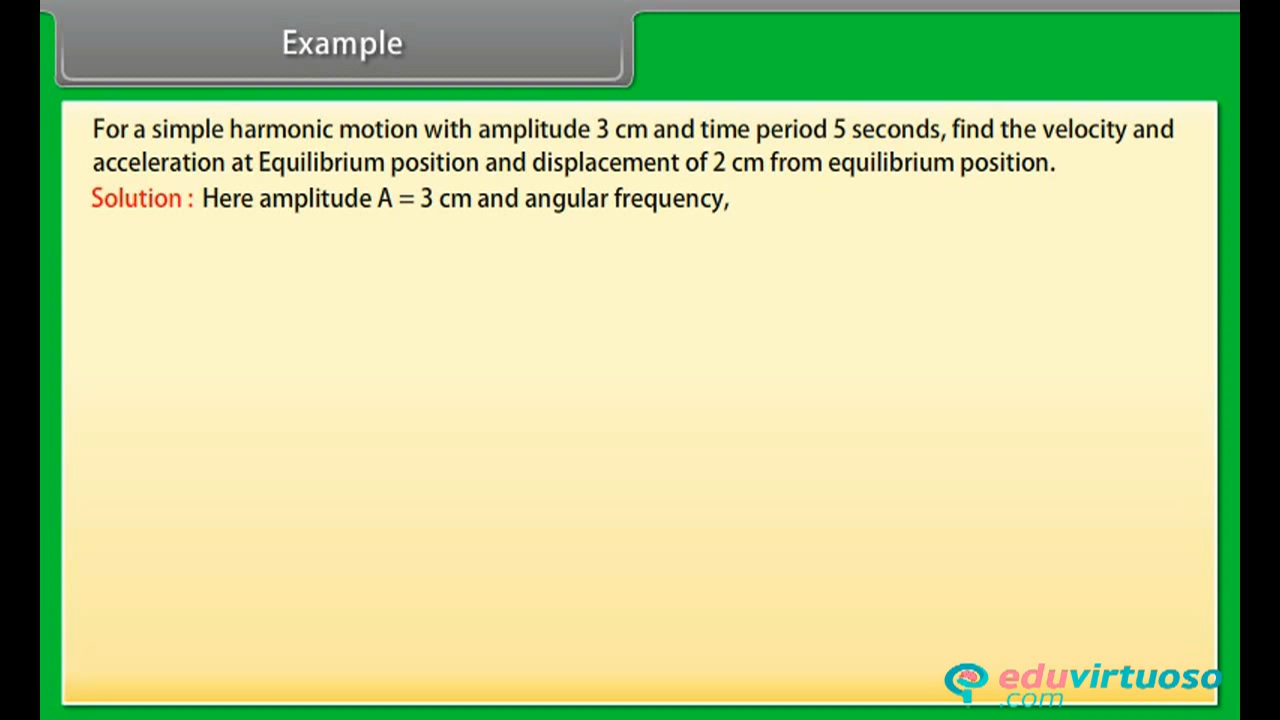 Example
For a simple harmonic motion with amplitude 3 cm and time period 5 seconds, find the velocity and
acceleration at Equilibrium position and displacement of 2 cm from equilibrium position.
Solution : Here amplitude A = 3 cm and angular frequency,
eduvirtuoso
.com